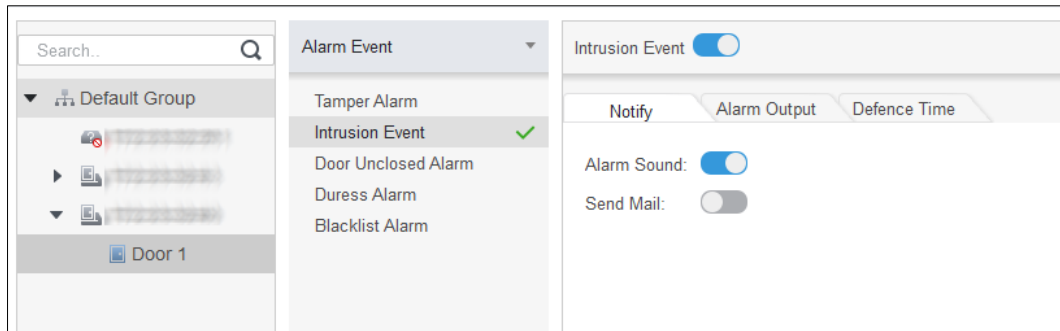 Search..
Default Group
Door 1
Alarm Event
Tamper Alarm
Intrusion Event
Door Unclosed Alarm
Duress Alarm
Blacklist Alarm
Intrusion Event
Notify Alarm Output Defence Time
Alarm Sound:
Send Mail: